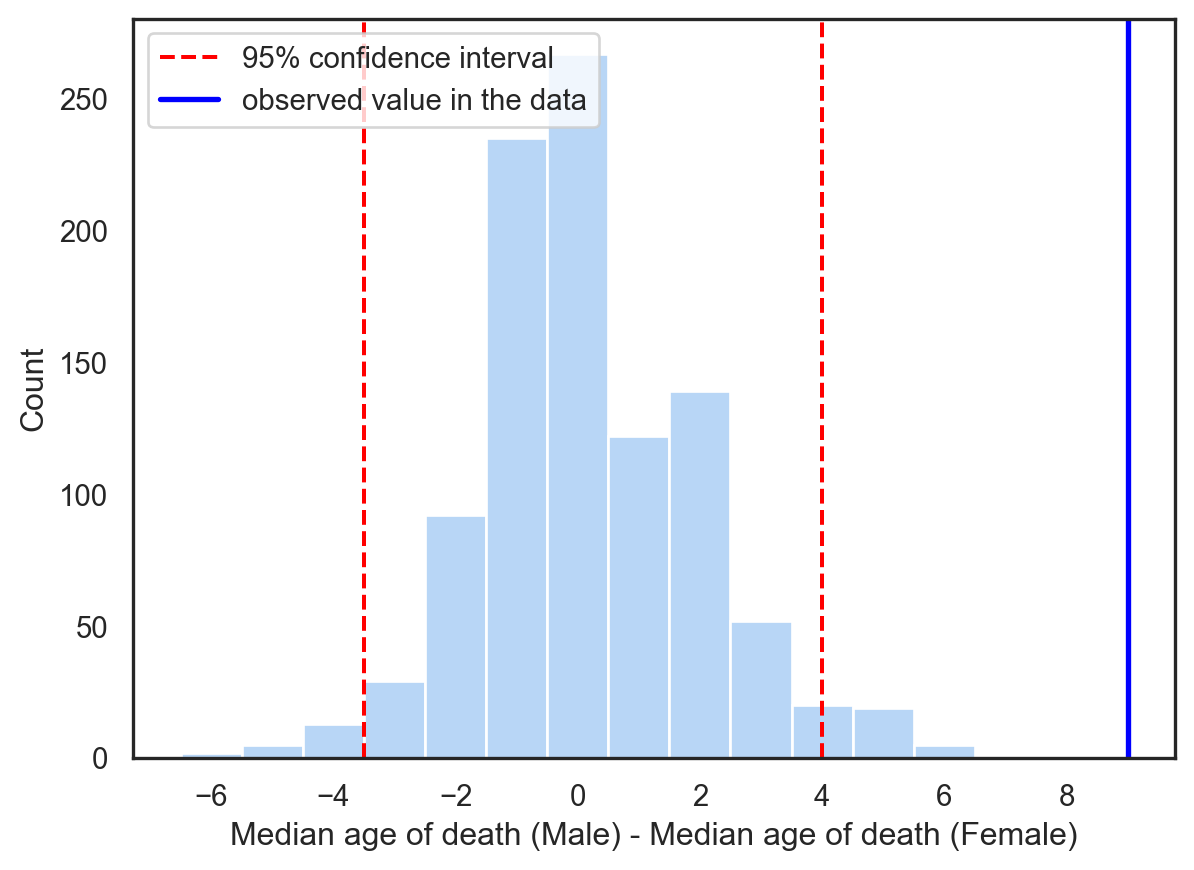 95% confidence interval
observed value in the data
250
200
150
100
50
0
Count
−6 −4 −2 0 2 4 6 8
Median age of death (Male) - Median age of death (Female)